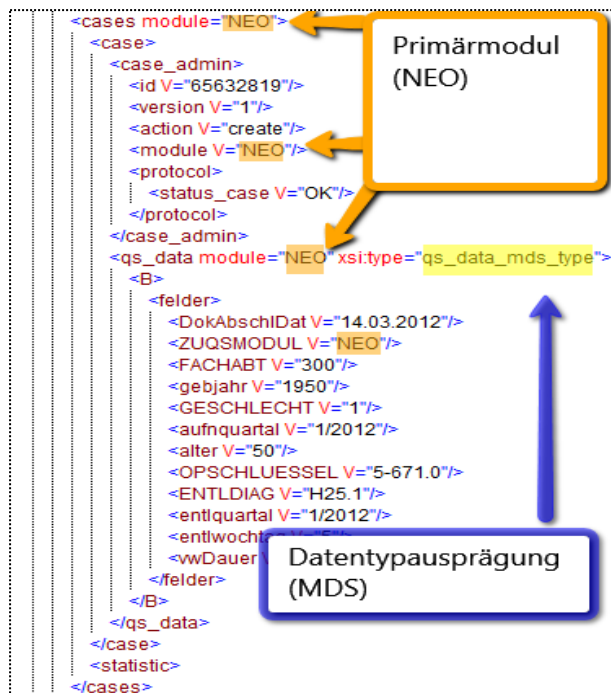 <cases module="NEO">
<case>
<case_admin>
<id V="65632819"/>
<version V="1"/>
<action V="create"/>
<module V="NEO"/>
<protocol>
<status_case V="OK"/>
</protocol>
</case_admin>
<qs_data module="NEO" xsi:type="qs_data_mds_type">
<B>
<felder>
<DokAbschlDat V="14.03.2012"/>
<ZUQSMODUL V="NEO"/>
<FACHABT V="300"/>
<gebjahr V="1950"/>
<GESCHLECHT V="1"/>
<aufnquartal V="1/2012"/>
<alter V="50"/>
<OPSCHLUESSEL V="5-671.0"/>
<ENTLDIAG V="H25.1"/>
<entlquartal V="1/2012"/>
<entlwochtag
<vwDauer
</felder>
</B>
</qs_data>
</case>
<statistic>
</cases>
Primärmodul
(NEO)
Datentypausprägung
(MDS)